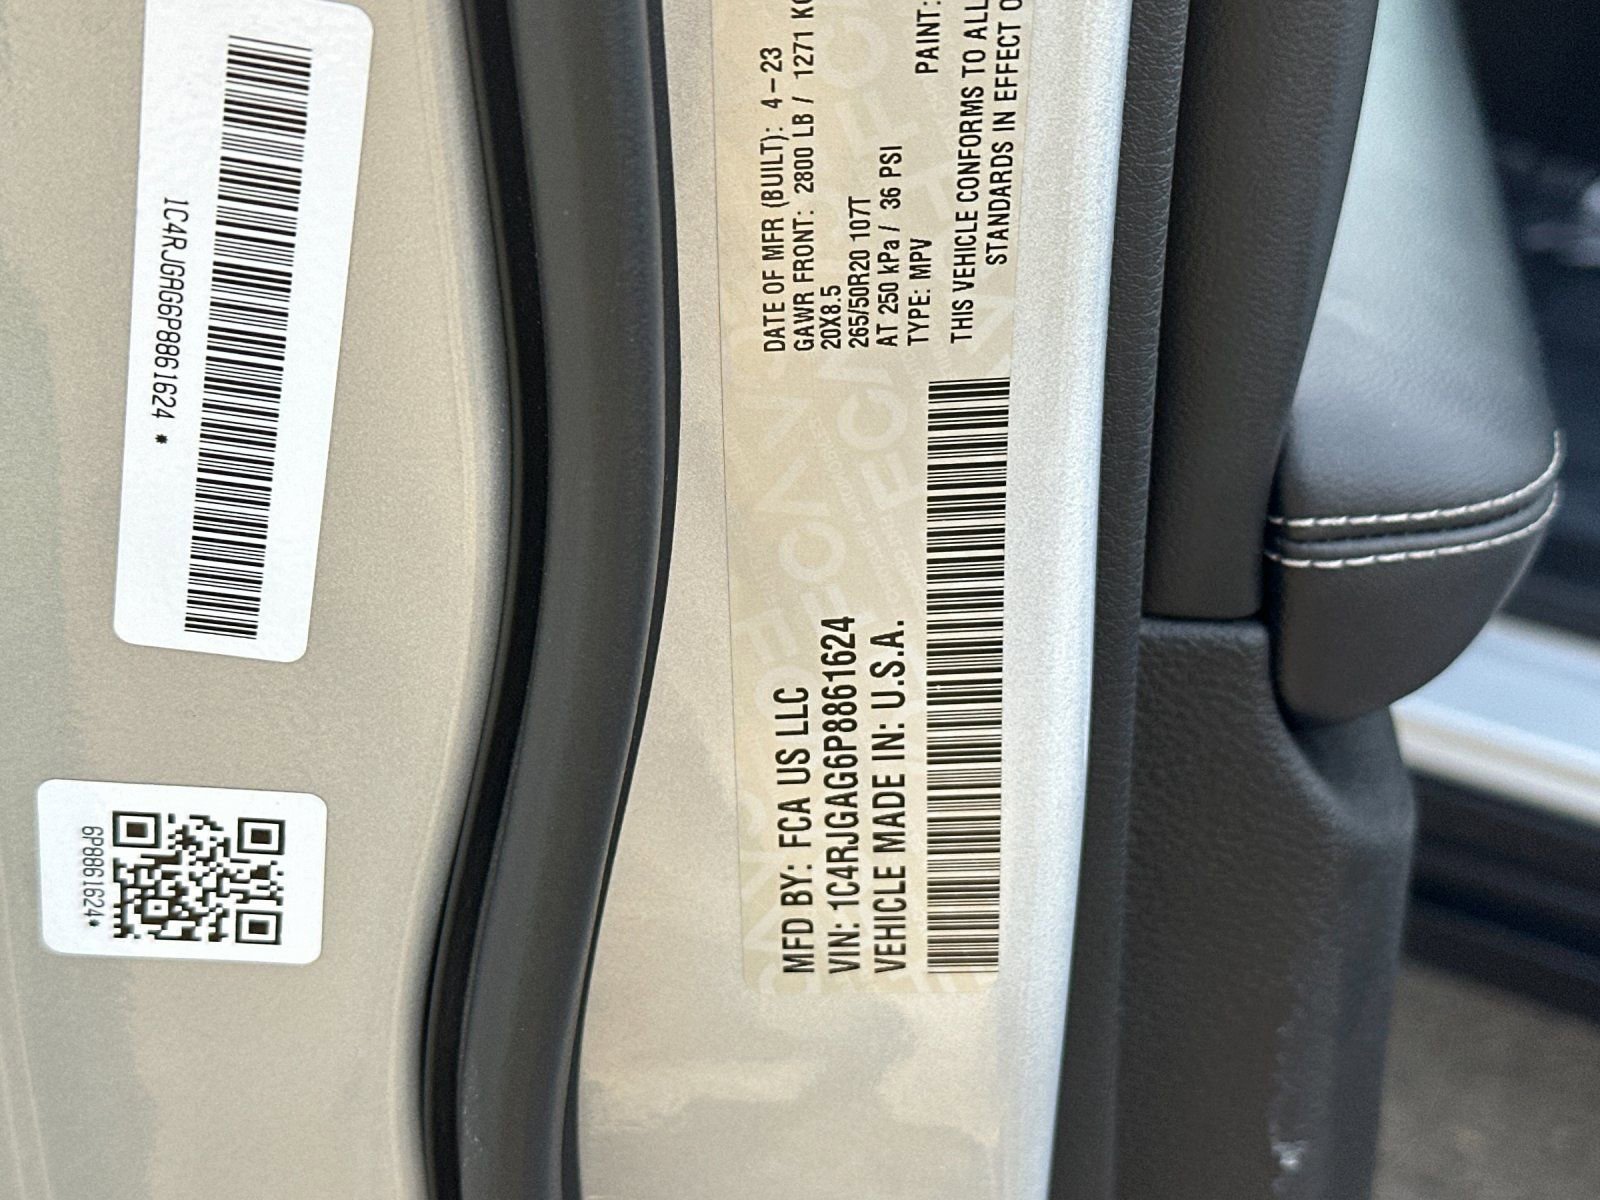 1C4RJGAG6P8861624 *
6P8861624*
MFD BY: FCA US LLC
VIN: 1C4RJGAG6P8861624
VEHICLE MADE IN: U.S.A.
DATE OF MFR (BUILT): 4-23
GAWR FRONT: 2800 LB / 1271 KG
20X8.5
265/50R20 107T
AT 250 kPa / 36 PSI
TYPE: MPV PAINT:
THIS VEHICLE CONFORMS TO ALL
STANDARDS IN EFFECT